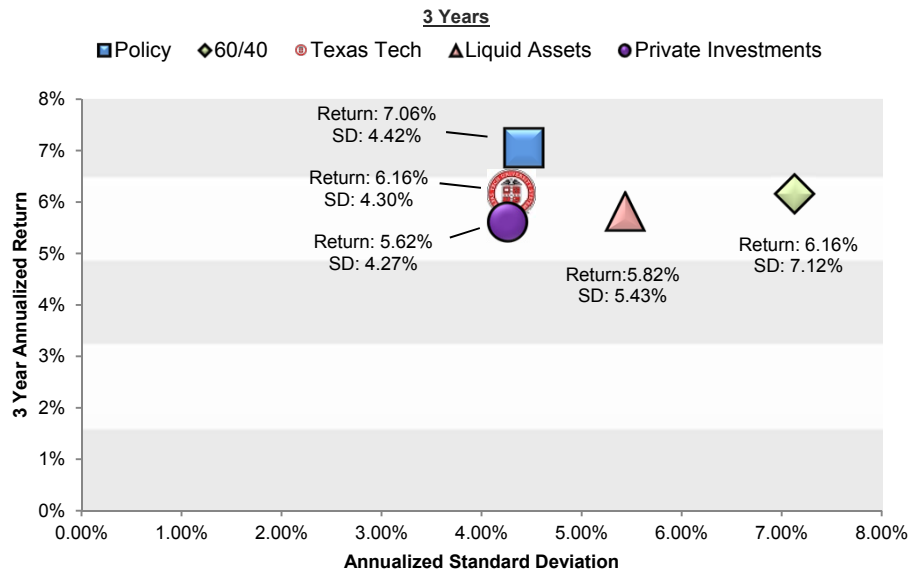 3 Years
Policy 60/40 Texas Tech Liquid Assets Private Investments
8%
7%
6%
5%
4%
3%
2%
1%
0%
3 Year Annualized Return
Return: 7.06%
SD: 4.42%
Return: 6.16%
SD: 4.30%
Return: 5.62%
SD: 4.27%
Return:5.82%
SD: 5.43%
Return: 6.16%
SD: 7.12%
0.00% 1.00% 2.00% 3.00% 4.00% 5.00% 6.00% 7.00% 8.00%
Annualized Standard Deviation